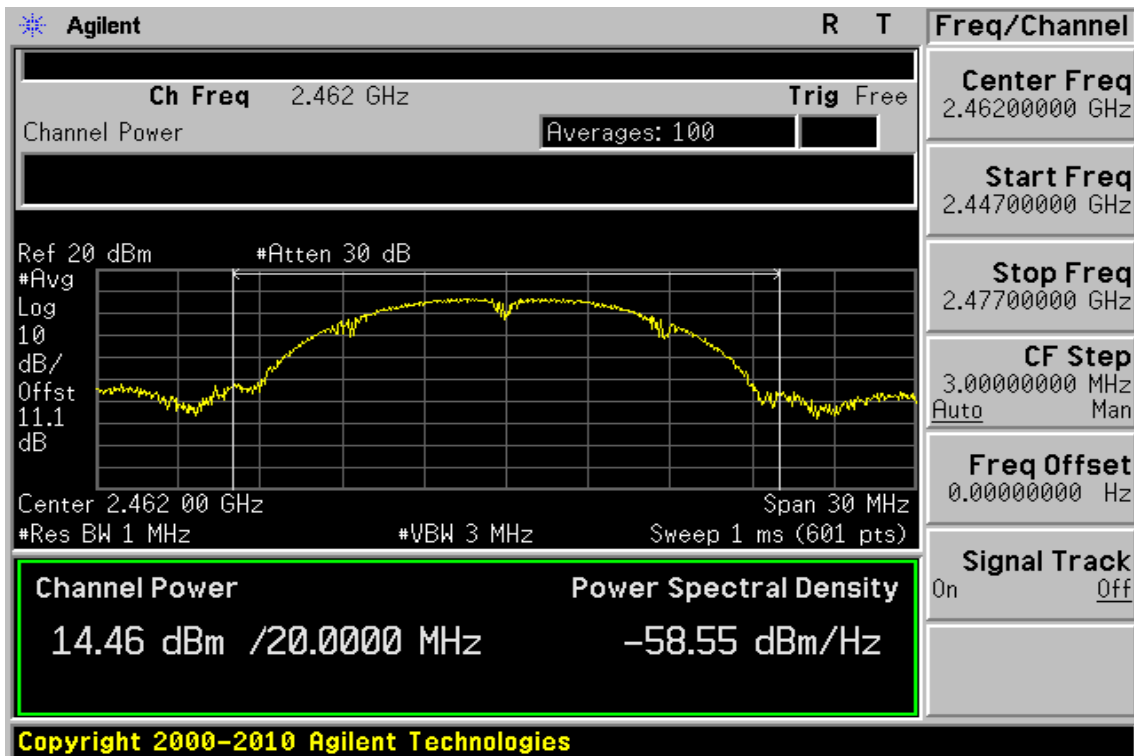 Agilent R T
Ch Freq 2.462 GHz Trig Free
Channel Power Averages: 100
Ref 20 dBm #Atten 30 dB
#Avg
Log
10
dB/
Offst
11.1
dB
Center 2.462 00 GHz Span 30 MHz
#Res BW 1 MHz #VBW 3 MHz Sweep 1 ms (601 pts)
Channel Power Power Spectral Density
14.46 dBm /20.0000 MHz -58.55 dBm/Hz
Copyright 2000-2010 Agilent Technologies
Freq/Channel
Center Freq
2.46200000 GHz
Start Freq
2.44700000 GHz
Stop Freq
2.47700000 GHz
CF Step
3.00000000 MHz
Auto Man
Freq Offset
0.00000000 Hz
Signal Track
On Off